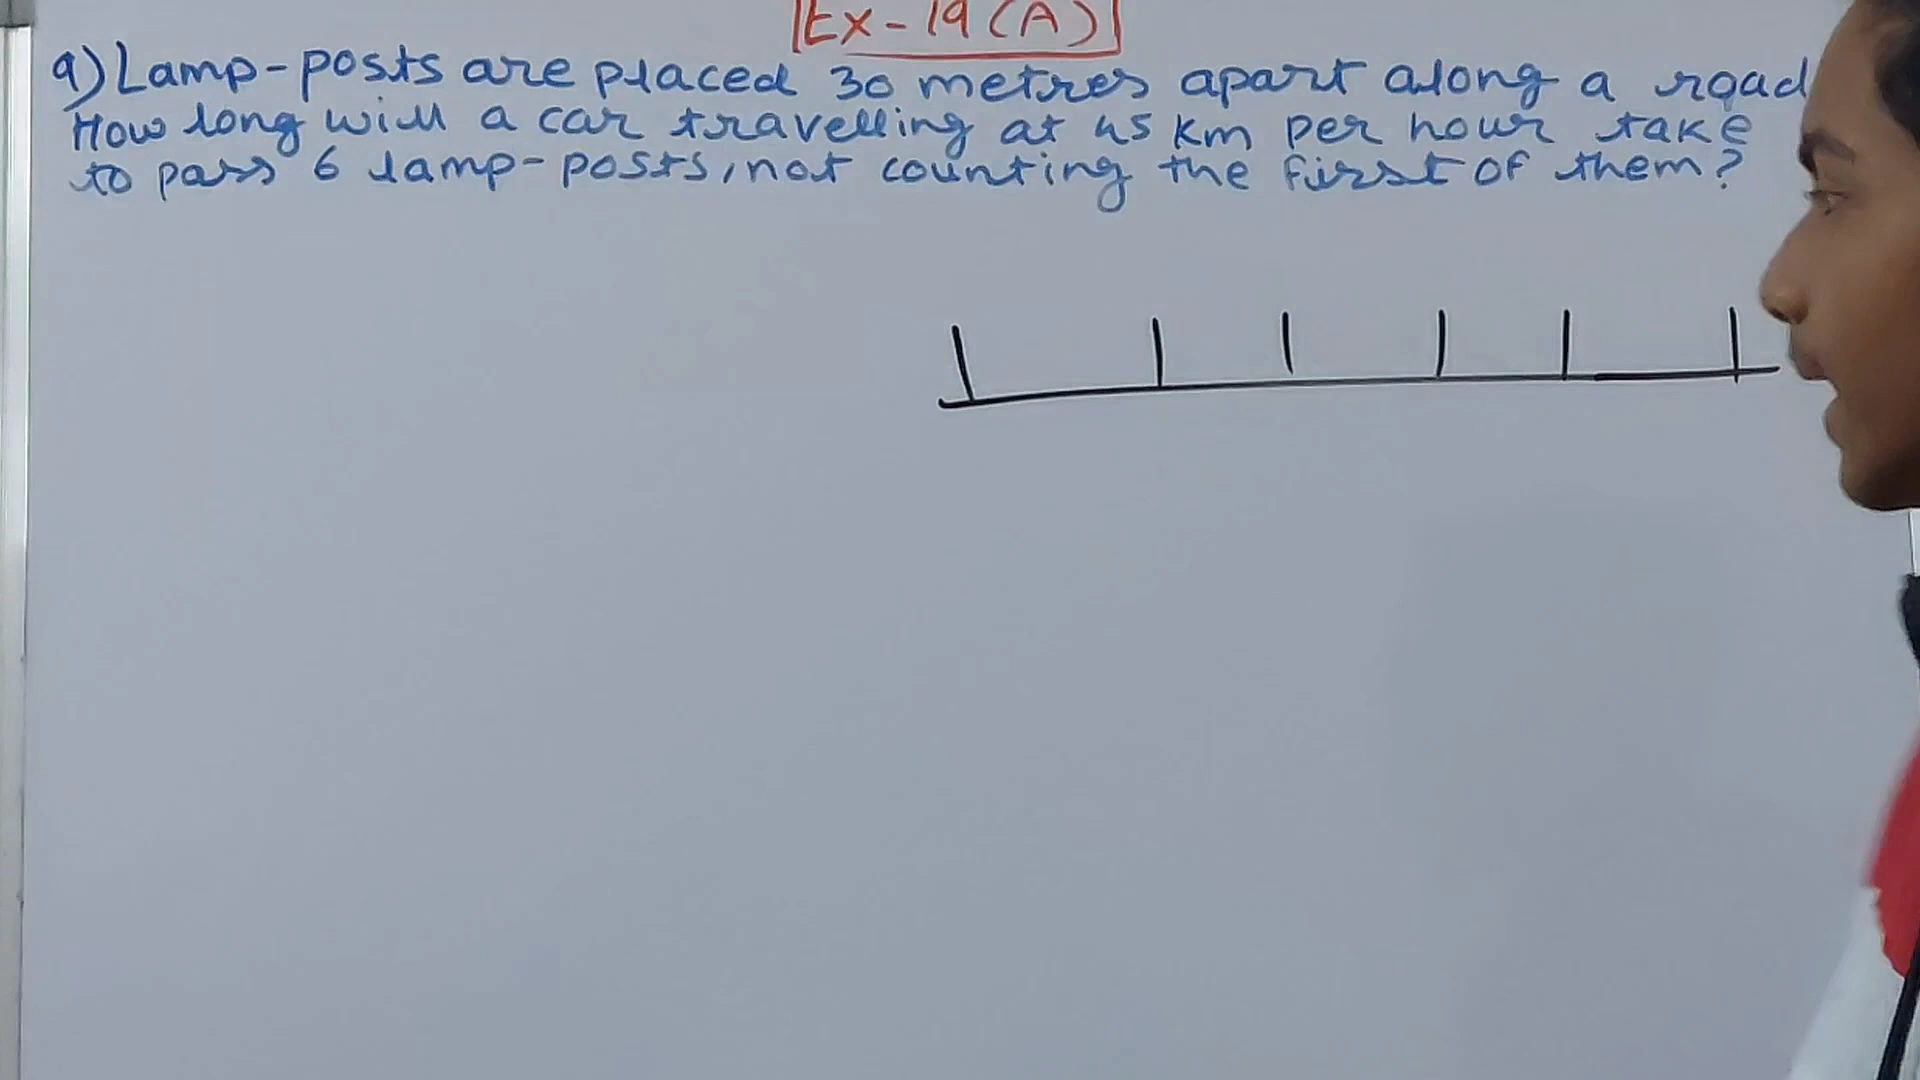 Ex-19 (A)
9) Lamp-posts are placed 30 metres apart along a road
How long will a car travelling at 45 km per hour take
to pass 6 lamp-posts, not counting the first of them?